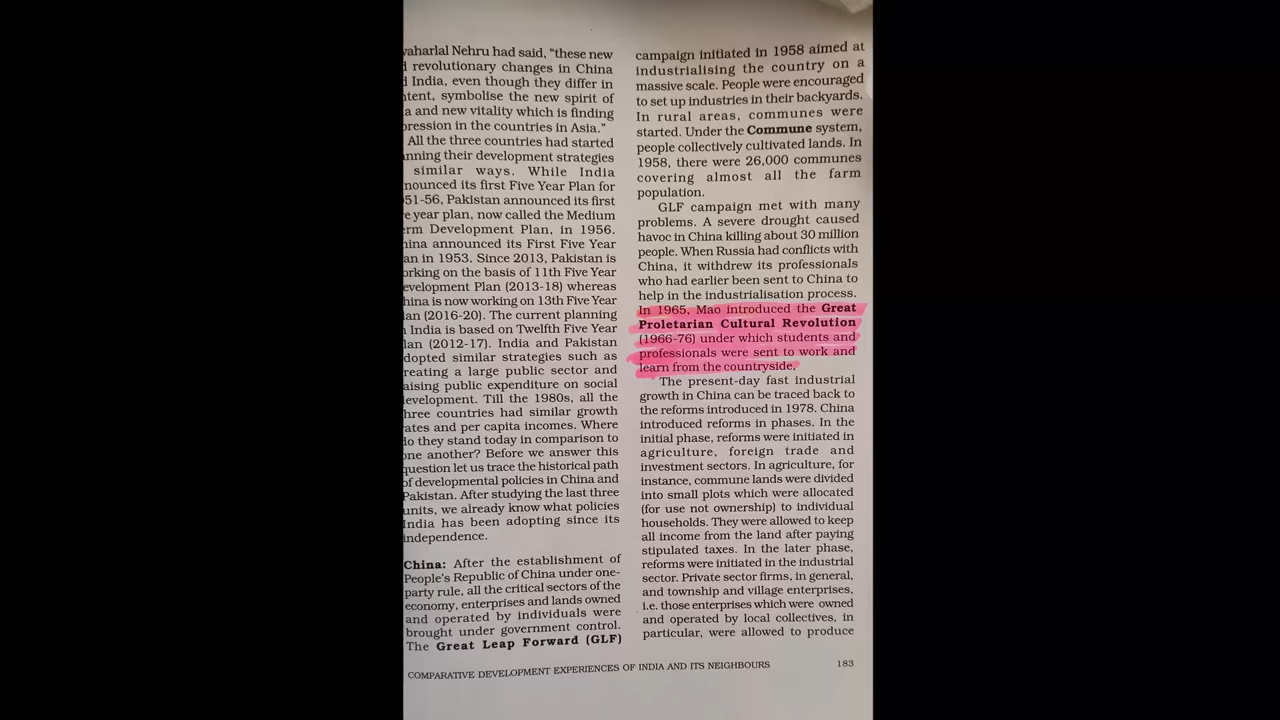 vaharlal Nehru had said, “these new
revolutionary changes in China
India, even though they differ in
tent, symbolise the new spirit of
a and new vitality which is finding
pression in the countries in Asia.”
All the three countries had started
nning their development strategies
similar ways. While India
nounced its first Five Year Plan for
51-56, Pakistan announced its first
e year plan, now called the Medium
rm Development Plan, in 1956.
hina announced its First Five Year
an in 1953. Since 2013, Pakistan is
orking on the basis of 11th Five Year
evelopment Plan (2013-18) whereas
hina is now working on 13th Five Year
lan (2016-20). The current planning
India is based on Twelfth Five Year
lan (2012-17). India and Pakistan
dopted similar strategies such as
reating a large public sector and
aising public expenditure on social
evelopment. Till the 1980s, all the
hree countries had similar growth
ates and per capita incomes. Where
do they stand today in comparison to
one another? Before we answer this
question let us trace the historical path
of developmental policies in China and
Pakistan. After studying the last three
units, we already know what policies
India has been adopting since its
independence.
China: After the establishment of
People’s Republic of China under one-
party rule, all the critical sectors of the
economy, enterprises and lands owned
and operated by individuals were
brought under government control.
The Great Leap Forward (GLF)
campaign initiated in 1958 aimed at
industrialising the country on a
massive scale. People were encouraged
to set up industries in their backyards.
In rural areas, communes were
started. Under the Commune system,
people collectively cultivated lands. In
1958, there were 26,000 communes
covering almost all the farm
population.
GLF campaign met with many
problems. A severe drought caused
havoc in China killing about 30 million
people. When Russia had conflicts with
China, it withdrew its professionals
who had earlier been sent to China to
help in the industrialisation process.
In 1965, Mao introduced the Great
Proletarian Cultural Revolution
(1966-76) under which students and
professionals were sent to work and
learn from the countryside.
The present-day fast industrial
growth in China can be traced back to
the reforms introduced in 1978. China
introduced reforms in phases. In the
initial phase, reforms were initiated in
agriculture, foreign trade and
investment sectors. In agriculture, for
instance, commune lands were divided
into small plots which were allocated
(for use not ownership) to individual
households. They were allowed to keep
all income from the land after paying
stipulated taxes. In the later phase,
reforms were initiated in the industrial
sector. Private sector firms, in general,
and township and village enterprises,
i.e. those enterprises which were owned
and operated by local collectives, in
particular, were allowed to produce
COMPARATIVE DEVELOPMENT EXPERIENCES OF INDIA AND ITS NEIGHBOURS 183